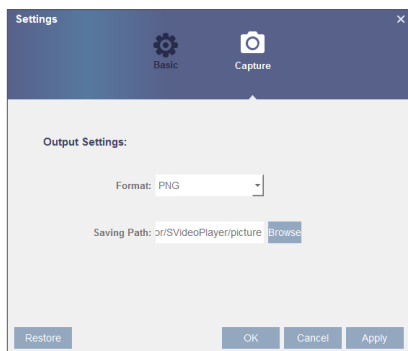 Settings
Basic
Capture
Output Settings:
Format: PNG
Saving Path: or/SVideoPlayer/picture Browse
Restore OK Cancel Apply